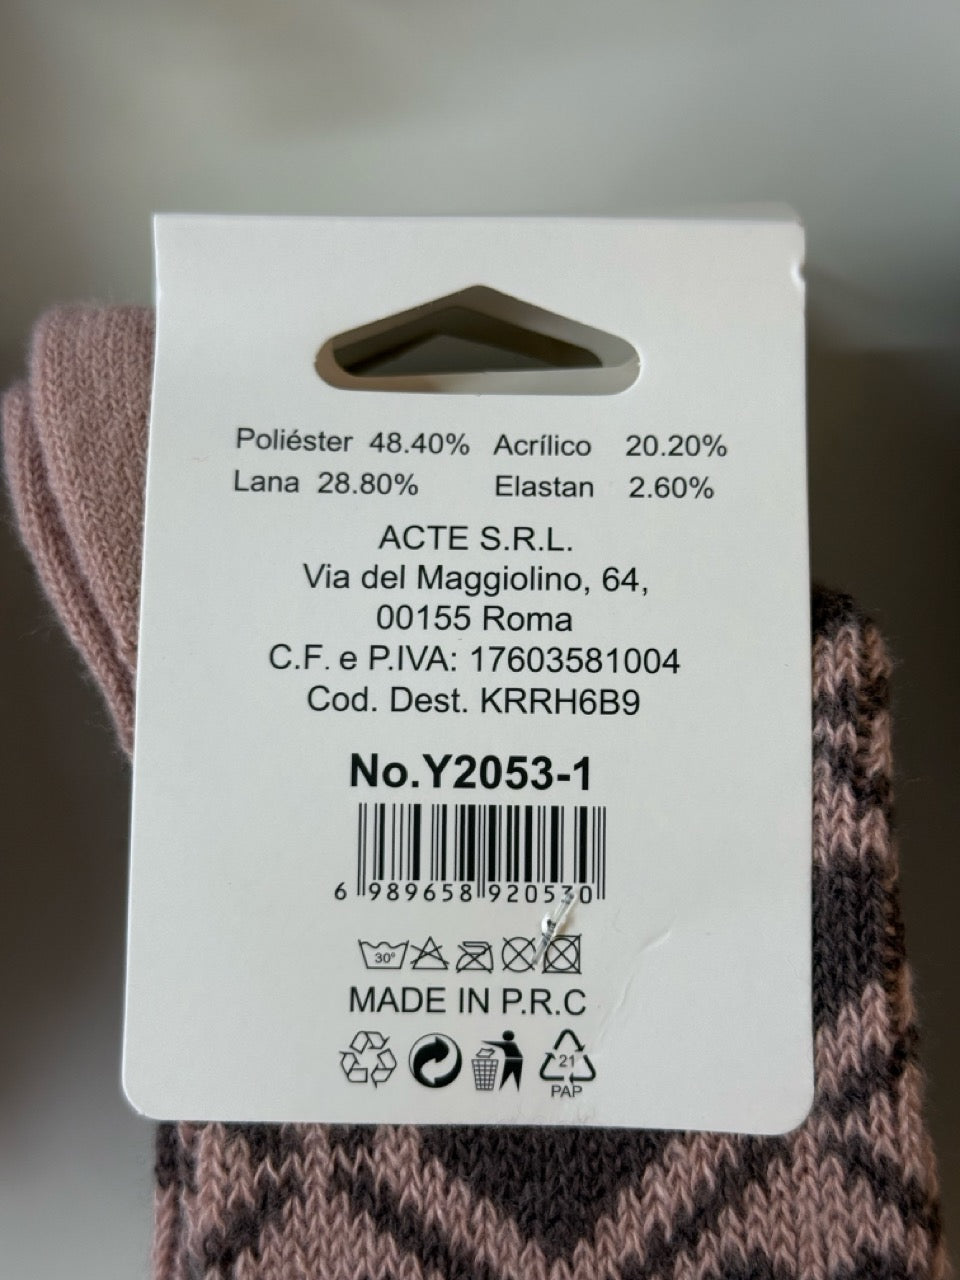 Poliéster 48.40% Acrílico 20.20%
Lana 28.80% Elastan 2.60%
ACTE S.R.L.
Via del Maggiolino, 64,
00155 Roma
C.F. e P.IVA: 17603581004
Cod. Dest. KRRH6B9
No.Y2053-1
6 989658 920530
30°
MADE IN P.R.C
21
PAP